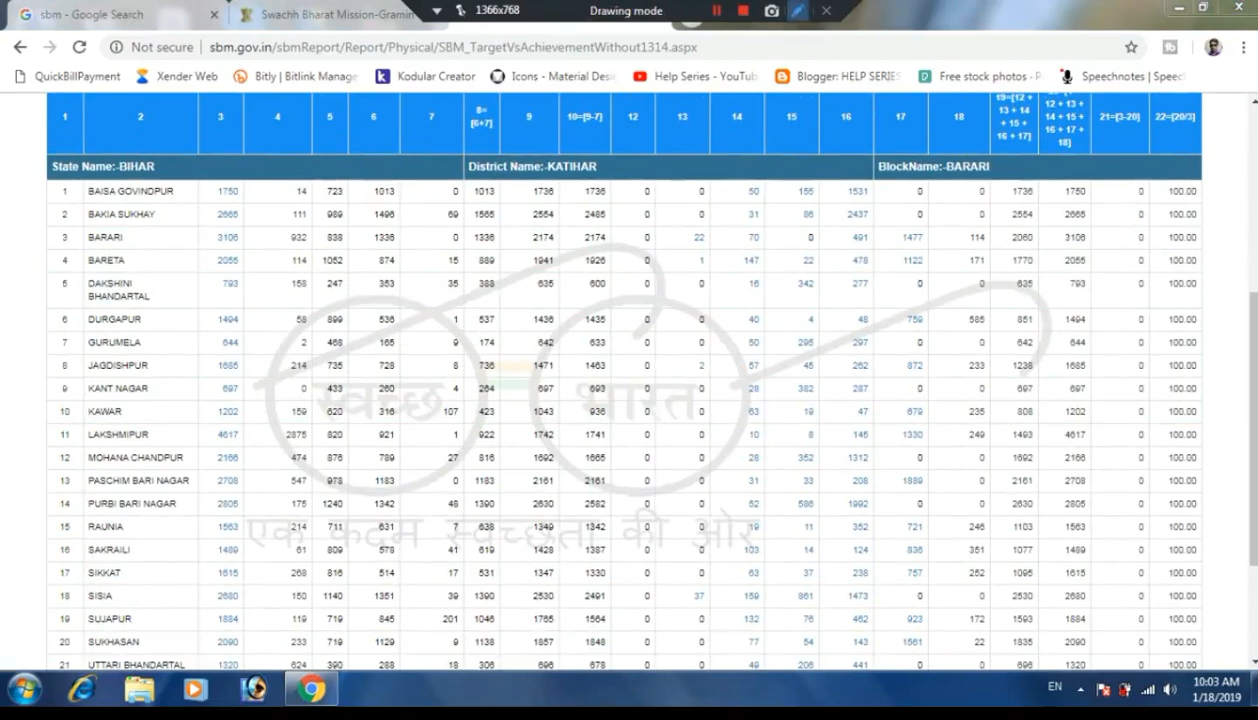 sbm - Google Search
Swachh Bharat Mission-Gramin
1366x768
Drawing mode
Not secure sbm.gov.in/sbmReport/Report/Physical/SBM_TargetVsAchievementWithout1314.aspx
QuickBillPayment Xender Web Bitly | Bitlink Manage Kodular Creator Icons - Material Des Help Series - YouTub Blogger: HELP SERIES Free stock photos - P Speechnotes | Speec
1 2 3 4 5 6 7 8=[6+7] 9 10=[9-7] 12 13 14 15 16 17 18 19=[12 + 13 + 14 + 15 + 16 + 17] 12 + 13 + 14 + 15 + 16 + 17 + 18] 21=[3-20] 22=[20/3]
State Name:-BIHAR District Name:-KATIHAR BlockName:-BARARI
1 BAISA GOVINDPUR 1750 14 723 1013 0 1013 1736 1736 0 0 50 155 1531 0 0 1736 1750 0 100.00
2 BAKIA SUKHAY 2665 111 989 1496 69 1565 2554 2485 0 0 31 86 2437 0 0 2554 2665 0 100.00
3 BARARI 3106 932 838 1336 0 1336 2174 2174 0 22 70 0 491 1477 114 2060 3106 0 100.00
4 BARETA 2055 114 1052 874 15 889 1941 1926 0 1 147 22 478 1122 171 1770 2055 0 100.00
5 DAKSHINI BHANDARTAL 793 158 247 353 35 388 635 600 0 0 16 342 277 0 0 635 793 0 100.00
6 DURGAPUR 1494 58 899 536 1 537 1436 1435 0 0 40 4 48 759 585 851 1494 0 100.00
7 GURUMELA 644 2 468 165 9 174 642 633 0 0 50 295 297 0 0 642 644 0 100.00
8 JAGDISHPUR 1685 214 735 728 8 736 1471 1463 0 2 57 45 262 872 233 1238 1685 0 100.00
9 KANT NAGAR 697 0 433 260 4 264 697 693 0 0 28 382 287 0 0 697 697 0 100.00
10 KAWAR 1202 159 620 316 107 423 1043 936 0 0 63 19 47 679 235 808 1202 0 100.00
11 LAKSHMIPUR 4617 2875 820 921 1 922 1742 1741 0 0 10 8 145 1330 249 1493 4617 0 100.00
12 MOHANA CHANDPUR 2166 474 876 789 27 816 1692 1665 0 0 28 352 1312 0 0 1692 2166 0 100.00
13 PASCHIM BARI NAGAR 2708 547 978 1183 0 1183 2161 2161 0 0 31 33 208 1889 0 2161 2708 0 100.00
14 PURBI BARI NAGAR 2805 175 1240 1342 48 1390 2630 2582 0 0 52 586 1992 0 0 2630 2805 0 100.00
15 RAUNIA 1563 214 711 631 7 638 1349 1342 0 0 19 11 352 721 246 1103 1563 0 100.00
16 SAKRAILI 1489 61 809 578 41 619 1428 1387 0 0 103 14 124 836 351 1077 1489 0 100.00
17 SIKKAT 1615 268 816 514 17 531 1347 1330 0 0 63 37 238 757 252 1095 1615 0 100.00
18 SISIA 2680 150 1140 1351 39 1390 2530 2491 0 37 159 861 1473 0 0 2530 2680 0 100.00
19 SUJAPUR 1884 119 719 845 201 1046 1765 1564 0 0 132 76 462 923 172 1593 1884 0 100.00
20 SUKHASAN 2090 233 719 1129 9 1138 1857 1848 0 0 77 54 143 1561 22 1835 2090 0 100.00
21 UTTARI BHANDARTAL 1320 624 390 288 18 306 696 678 0 0 49 206 441 0 0 696 1320 0 100.00
स्वच्छ भारत
एक कदम स्वच्छता की ओर
EN
10:03 AM
1/18/2019